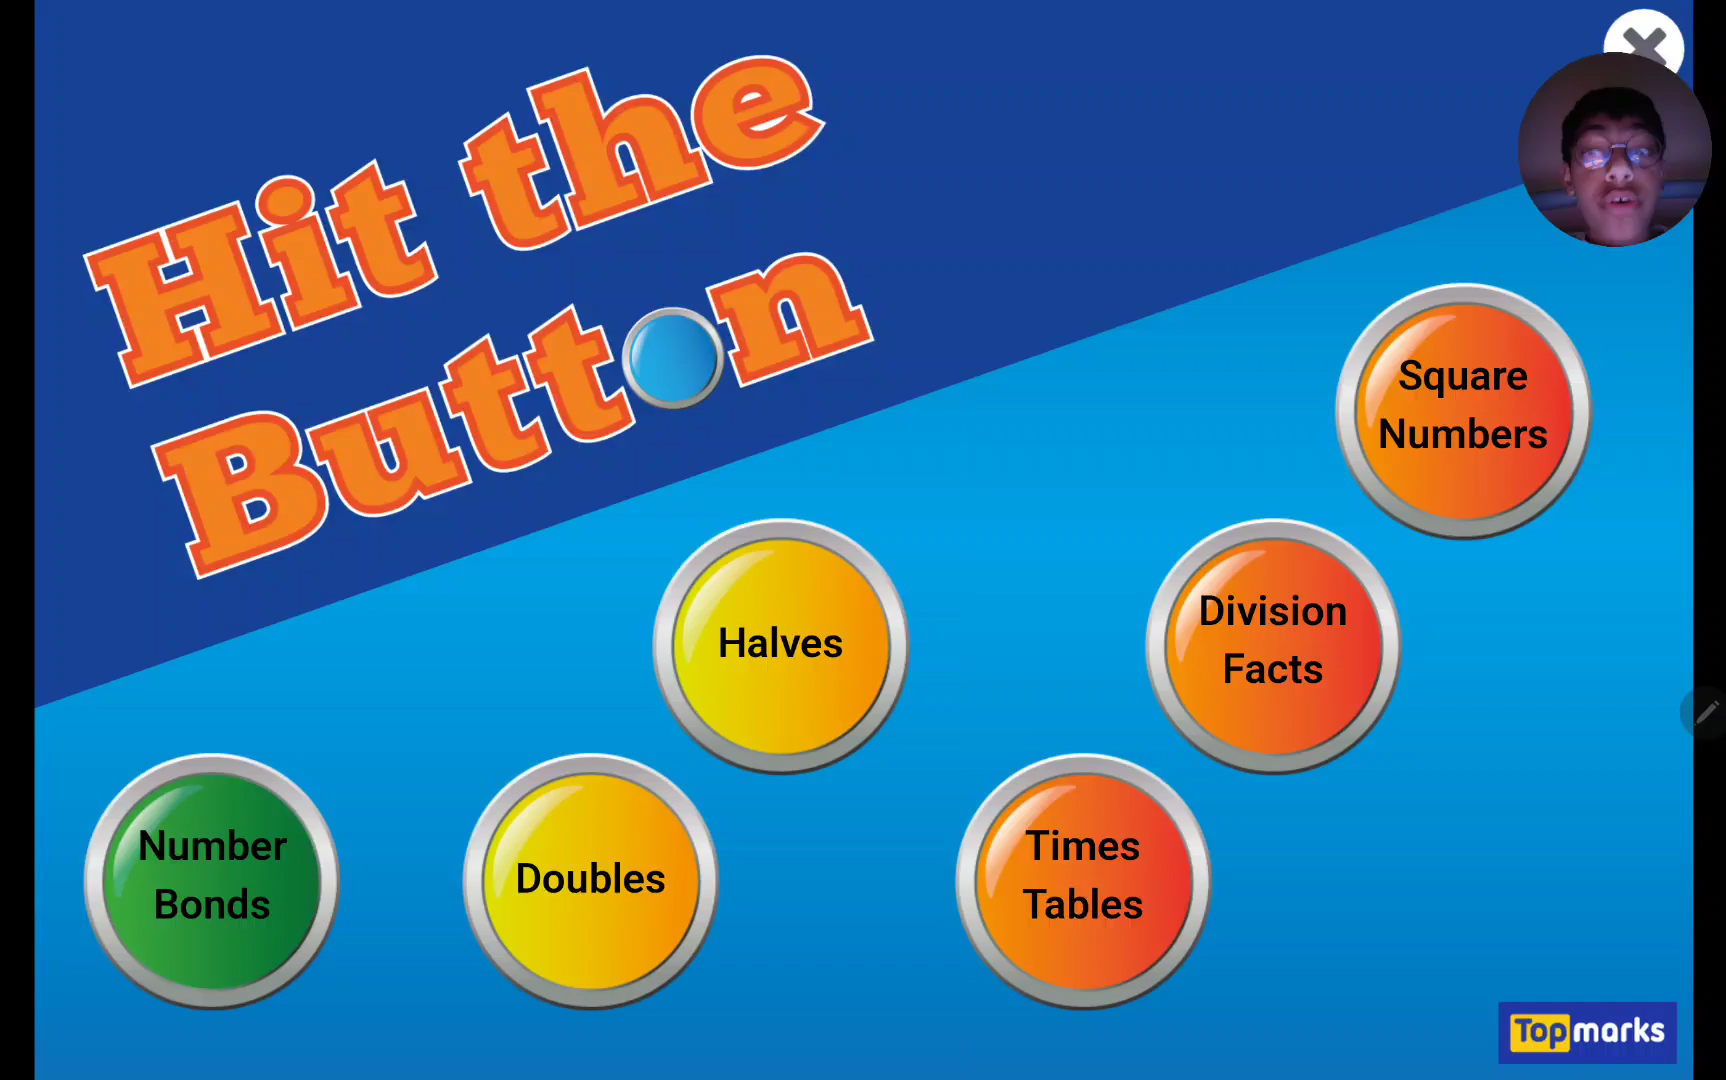 Hit the
Button
Square
Numbers
Halves
Division
Facts
Number
Bonds
Doubles
Times
Tables
Topmarks